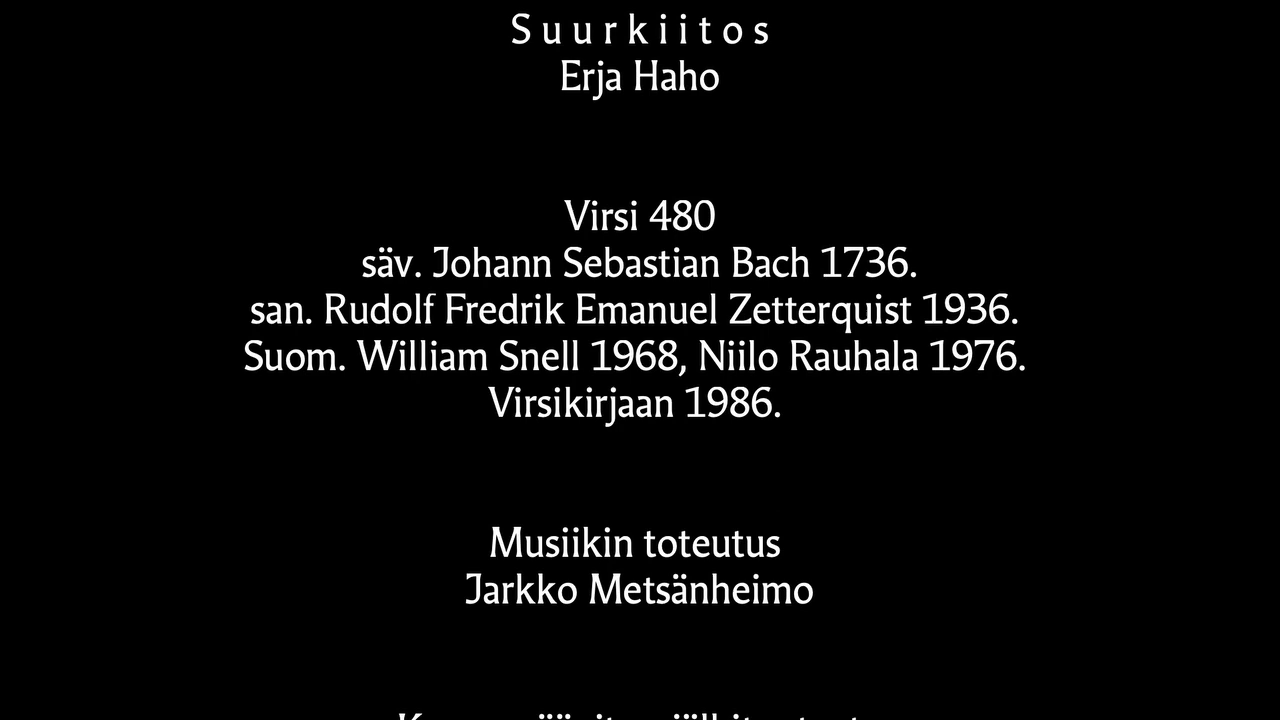 Suurkiitos
Erja Haho
Virsi 480
säv. Johann Sebastian Bach 1736.
san. Rudolf Fredrik Emanuel Zetterquist 1936.
Suom. William Snell 1968, Niilo Rauhala 1976.
Virsikirjaan 1986.
Musiikin toteutus
Jarkko Metsänheimo